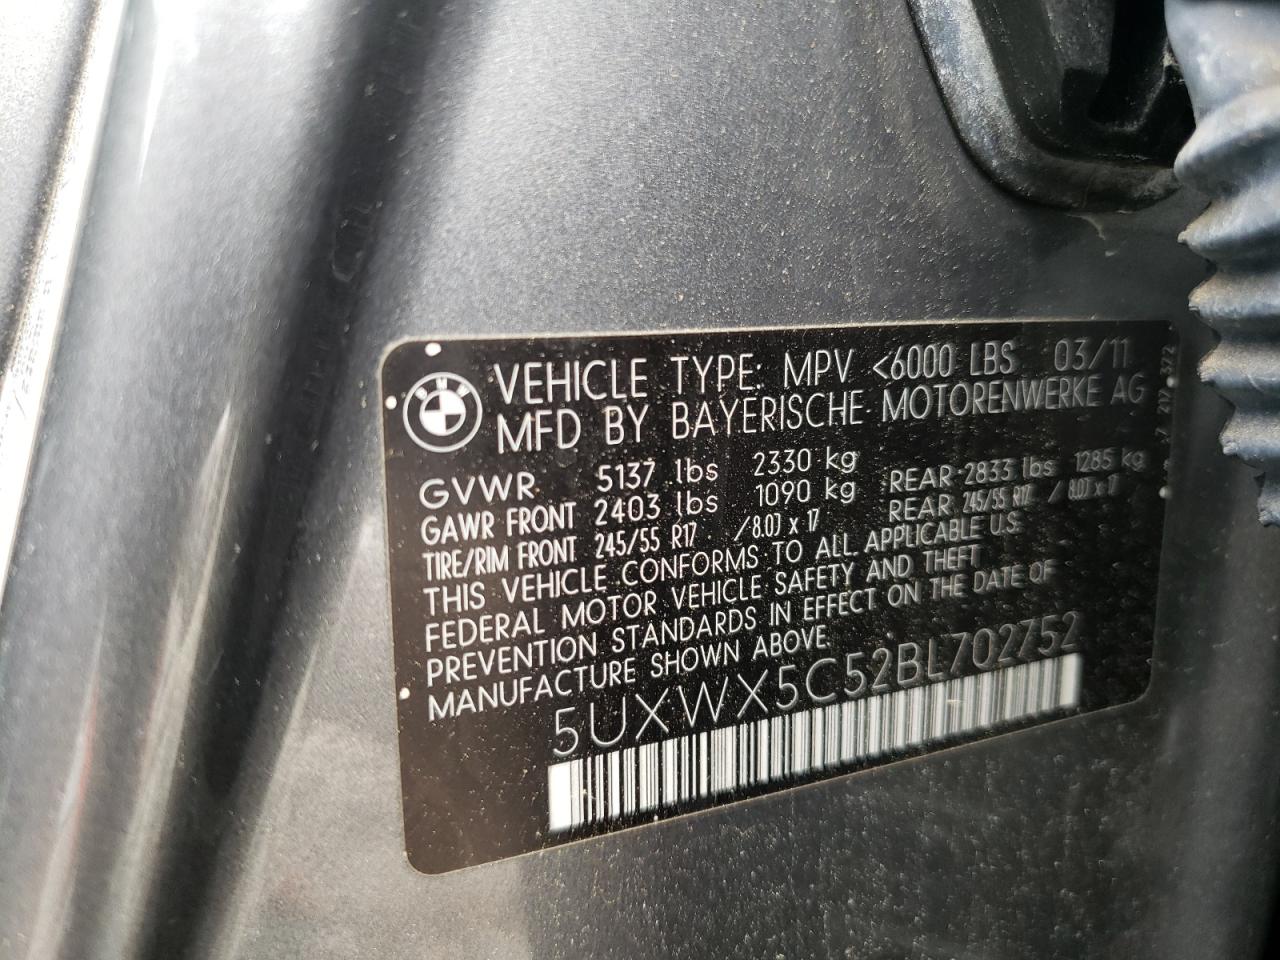 BMW
VEHICLE TYPE: MPV <6000 LBS 03/11
MFD BY BAYERISCHE MOTORENWERKE AG
GVWR 5137 lbs 2330 kg
GAWR FRONT 2403 lbs 1090 kg REAR 2833 lbs 1285 kg
TIRE/RIM FRONT 245/55 R17 /8.0J x 17 REAR 245/55 R17 / 8.0J x 17
THIS VEHICLE CONFORMS TO ALL APPLICABLE U.S.
FEDERAL MOTOR VEHICLE SAFETY AND THEFT
PREVENTION STANDARDS IN EFFECT ON THE DATE OF
MANUFACTURE SHOWN ABOVE.
5UXWX5C52BL702752